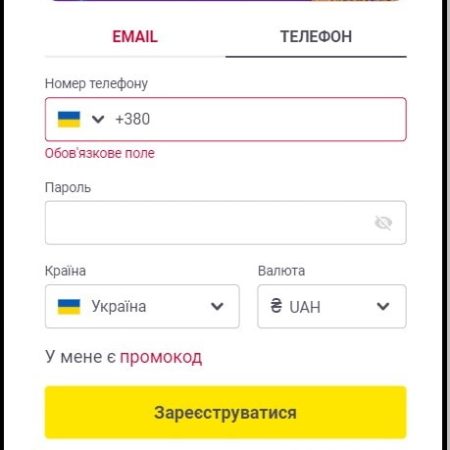 EMAIL ТЕЛЕФОН
Номер телефону
+380
Обов'язкове поле
Пароль
Країна Валюта
Україна ₴ UAH
У мене є промокод
Зареєструватися